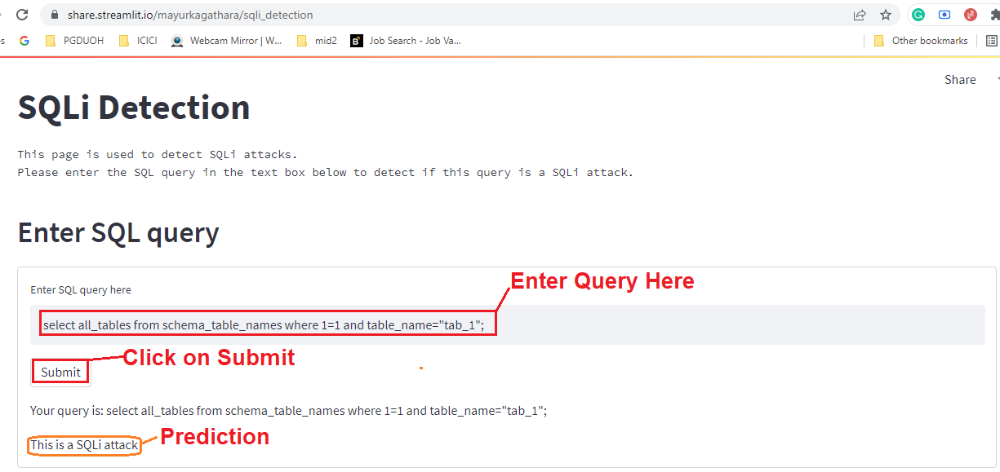 share.streamlit.io/mayurkagathara/sqli_detection
PGDUOH ICICI Webcam Mirror | W... mid2 Job Search - Job Va... Other bookmarks
Share
SQLi Detection
This page is used to detect SQLi attacks.
Please enter the SQL query in the text box below to detect if this query is a SQLi attack.
Enter SQL query
Enter Query Here
Enter SQL query here
select all_tables from schema_table_names where 1=1 and table_name="tab_1";
Click on Submit
Submit
Your query is: select all_tables from schema_table_names where 1=1 and table_name="tab_1";
Prediction
This is a SQLi attack